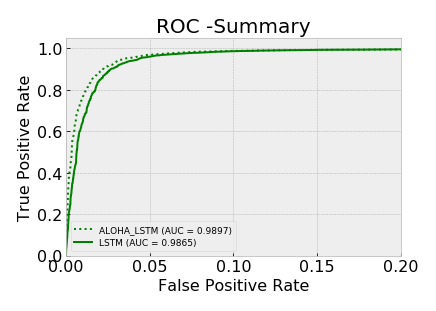 ROC -Summary
1.0
0.8
0.6
0.4
0.2
0.0
True Positive Rate
ALOHA_LSTM (AUC = 0.9897)
LSTM (AUC = 0.9865)
0.00 0.05 0.10 0.15 0.20
False Positive Rate